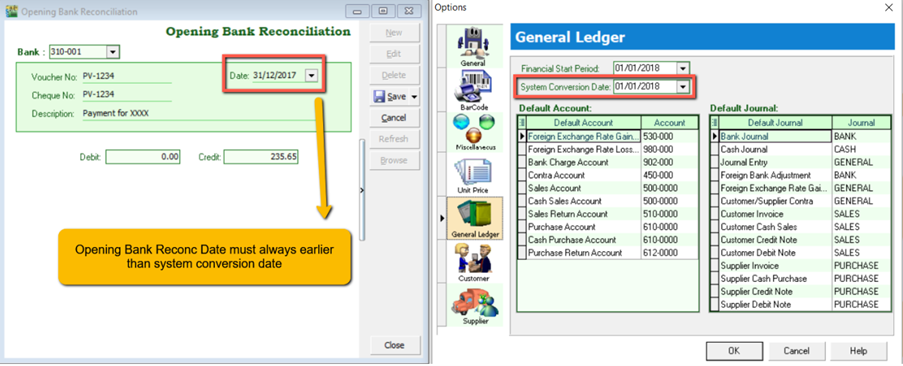 Opening Bank Reconciliation
Opening Bank Reconciliation
Bank : 310-001
Voucher No: PV-1234
Date: 31/12/2017
Cheque No: PV-1234
Description: Payment for XXXX
Debit: 0.00 Credit: 235.65
New
Edit
Delete
Save
Cancel
Refresh
Browse
Opening Bank Reconc Date must always earlier
than system conversion date
Close
Options
General
BarCode
Miscellaneous
Unit Price
General Ledger
Customer
Supplier
General Ledger
Financial Start Period: 01/01/2018
System Conversion Date: 01/01/2018
Default Account:
Default Account Account
Foreign Exchange Rate Gain... 530-000
Foreign Exchange Rate Loss... 980-000
Bank Charge Account 902-000
Contra Account 450-000
Sales Account 500-0000
Cash Sales Account 500-0000
Sales Return Account 510-0000
Purchase Account 610-0000
Cash Purchase Account 610-0000
Purchase Return Account 612-0000
Default Journal:
Default Journal Journal
Bank Journal BANK
Cash Journal CASH
Journal Entry GENERAL
Foreign Bank Adjustment BANK
Foreign Exchange Rate Gai... GENERAL
Customer/Supplier Contra GENERAL
Customer Invoice SALES
Customer Cash Sales SALES
Customer Credit Note SALES
Customer Debit Note SALES
Supplier Invoice PURCHASE
Supplier Cash Purchase PURCHASE
Supplier Credit Note PURCHASE
Supplier Debit Note PURCHASE
OK Cancel Help